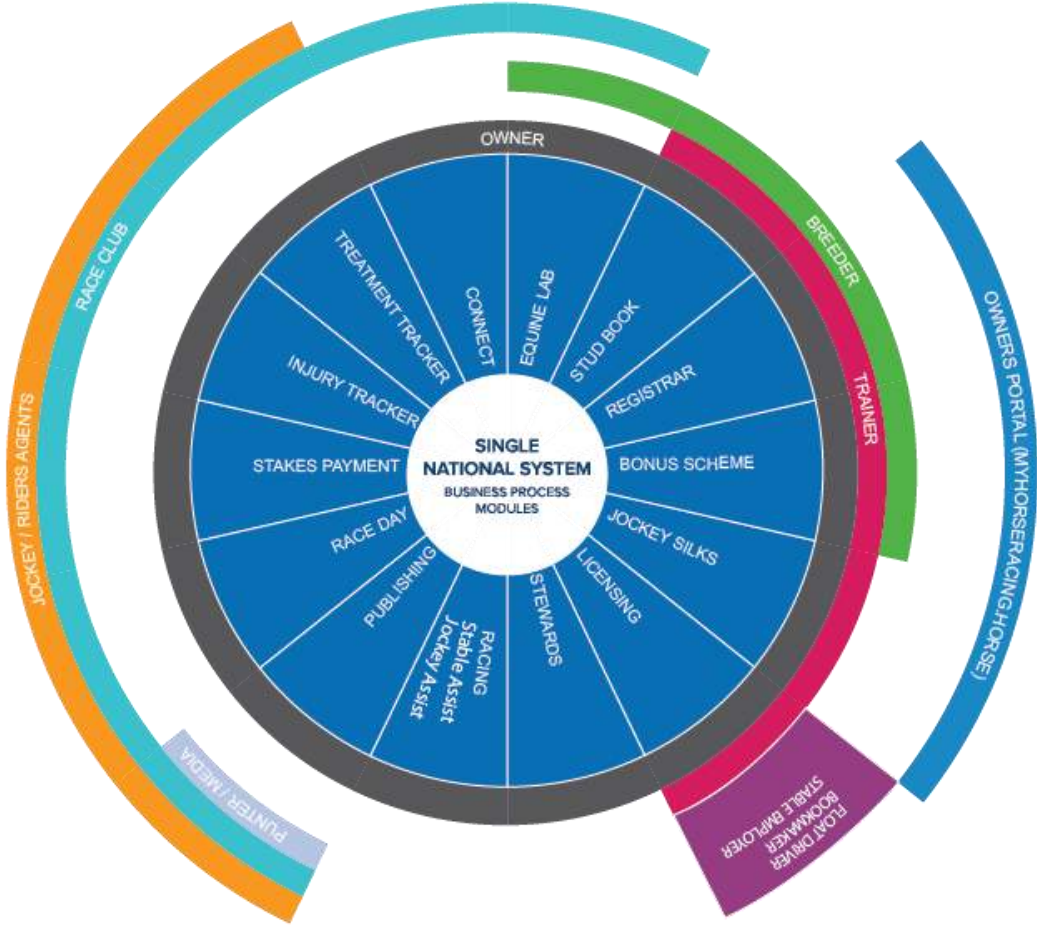 OWNER
RACE CLUB
JOCKEY / RIDERS AGENTS
BREEDER
TRAINER
OWNERS PORTAL (MYHORSERACING.HORSE)
TREATMENT TRACKER
CONNECT
EQUINE LAB
STUD BOOK
INJURY TRACKER
REGISTRAR
STAKES PAYMENT
SINGLE
NATIONAL SYSTEM
BUSINESS PROCESS
MODULES
BONUS SCHEME
RACE DAY
JOCKEY SILKS
PUBLISHING
LICENSING
STEWARDS
RACING
Stable Assist
Jockey Assist
PUNTER / MEDIA
FLOAT DRIVER
BOOKMAKER
STABLE EMPLOYER